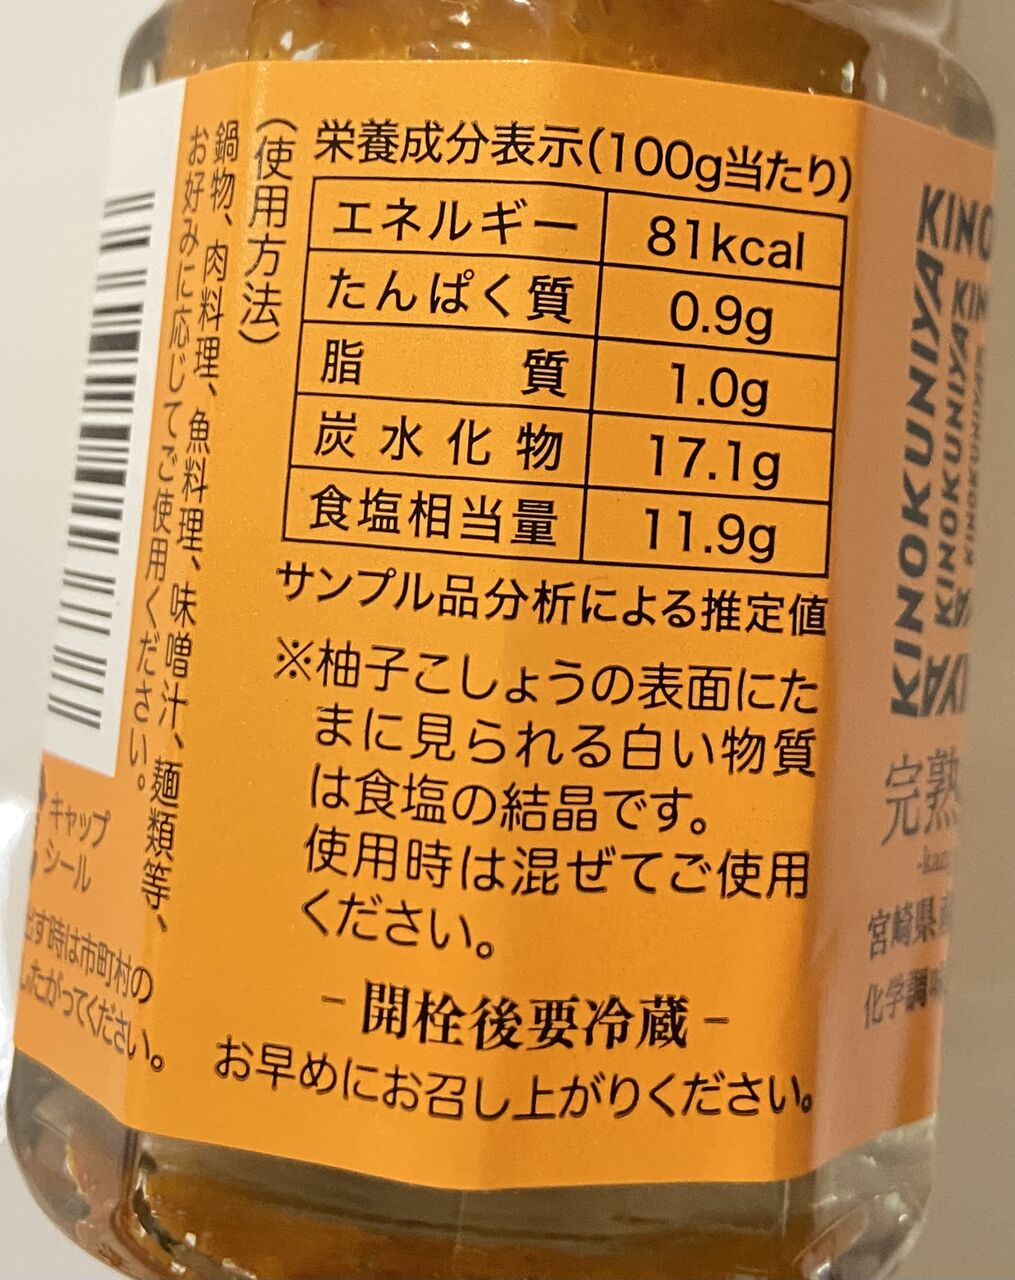 栄養成分表示(100g当たり)
エネルギー 81kcal
たんぱく質 0.9g
脂質 1.0g
炭水化物 17.1g
食塩相当量 11.9g
サンプル品分析による推定値
※柚子こしょうの表面にた
まに見られる白い物質
は食塩の結晶です。
使用時は混ぜてご使用
ください。
-開栓後要冷蔵-
お早めにお召し上がりください。
(使用方法)
鍋物、肉料理、魚料理、味噌汁、麺類等、
お好みに応じてご使用ください。
キャップ
シール
す時は市町村の
したがってください。
KINOKUNIYA
KINOKUNIYA
KINOKUNIYA
完熟
宮崎県
化学調